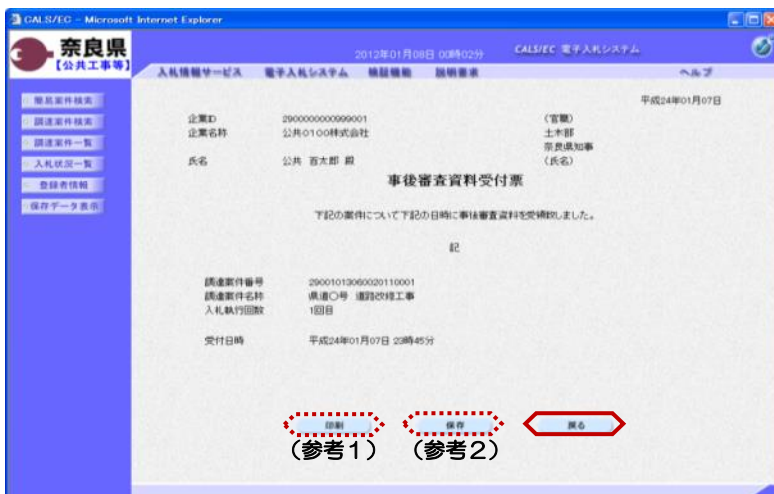 CALS/EC - Microsoft Internet Explorer
奈良県
【公共工事等】
2012年01月08日 00時02分
CALS/EC 電子入札システム
入札情報サービス 電子入札システム 検証機能 説明要求 ヘルプ
簡易案件検索
調達案件検索
調達案件一覧
入札状況一覧
登録者情報
保存データ表示
平成24年01月07日
企業ID 2900000000999001 (官職)
企業名称 公共0100株式会社 土木部
奈良県知事
氏名 公共 百太郎 殿 (氏名)
事後審査資料受付票
下記の案件について下記の日時に事後審査資料を受領致しました。
記
調達案件番号 29001013060020110001
調達案件名称 県道○号 道路改修工事
入札執行回数 1回目
受付日時 平成24年01月07日 23時45分
印刷 保存 戻る
(参考1) (参考2)